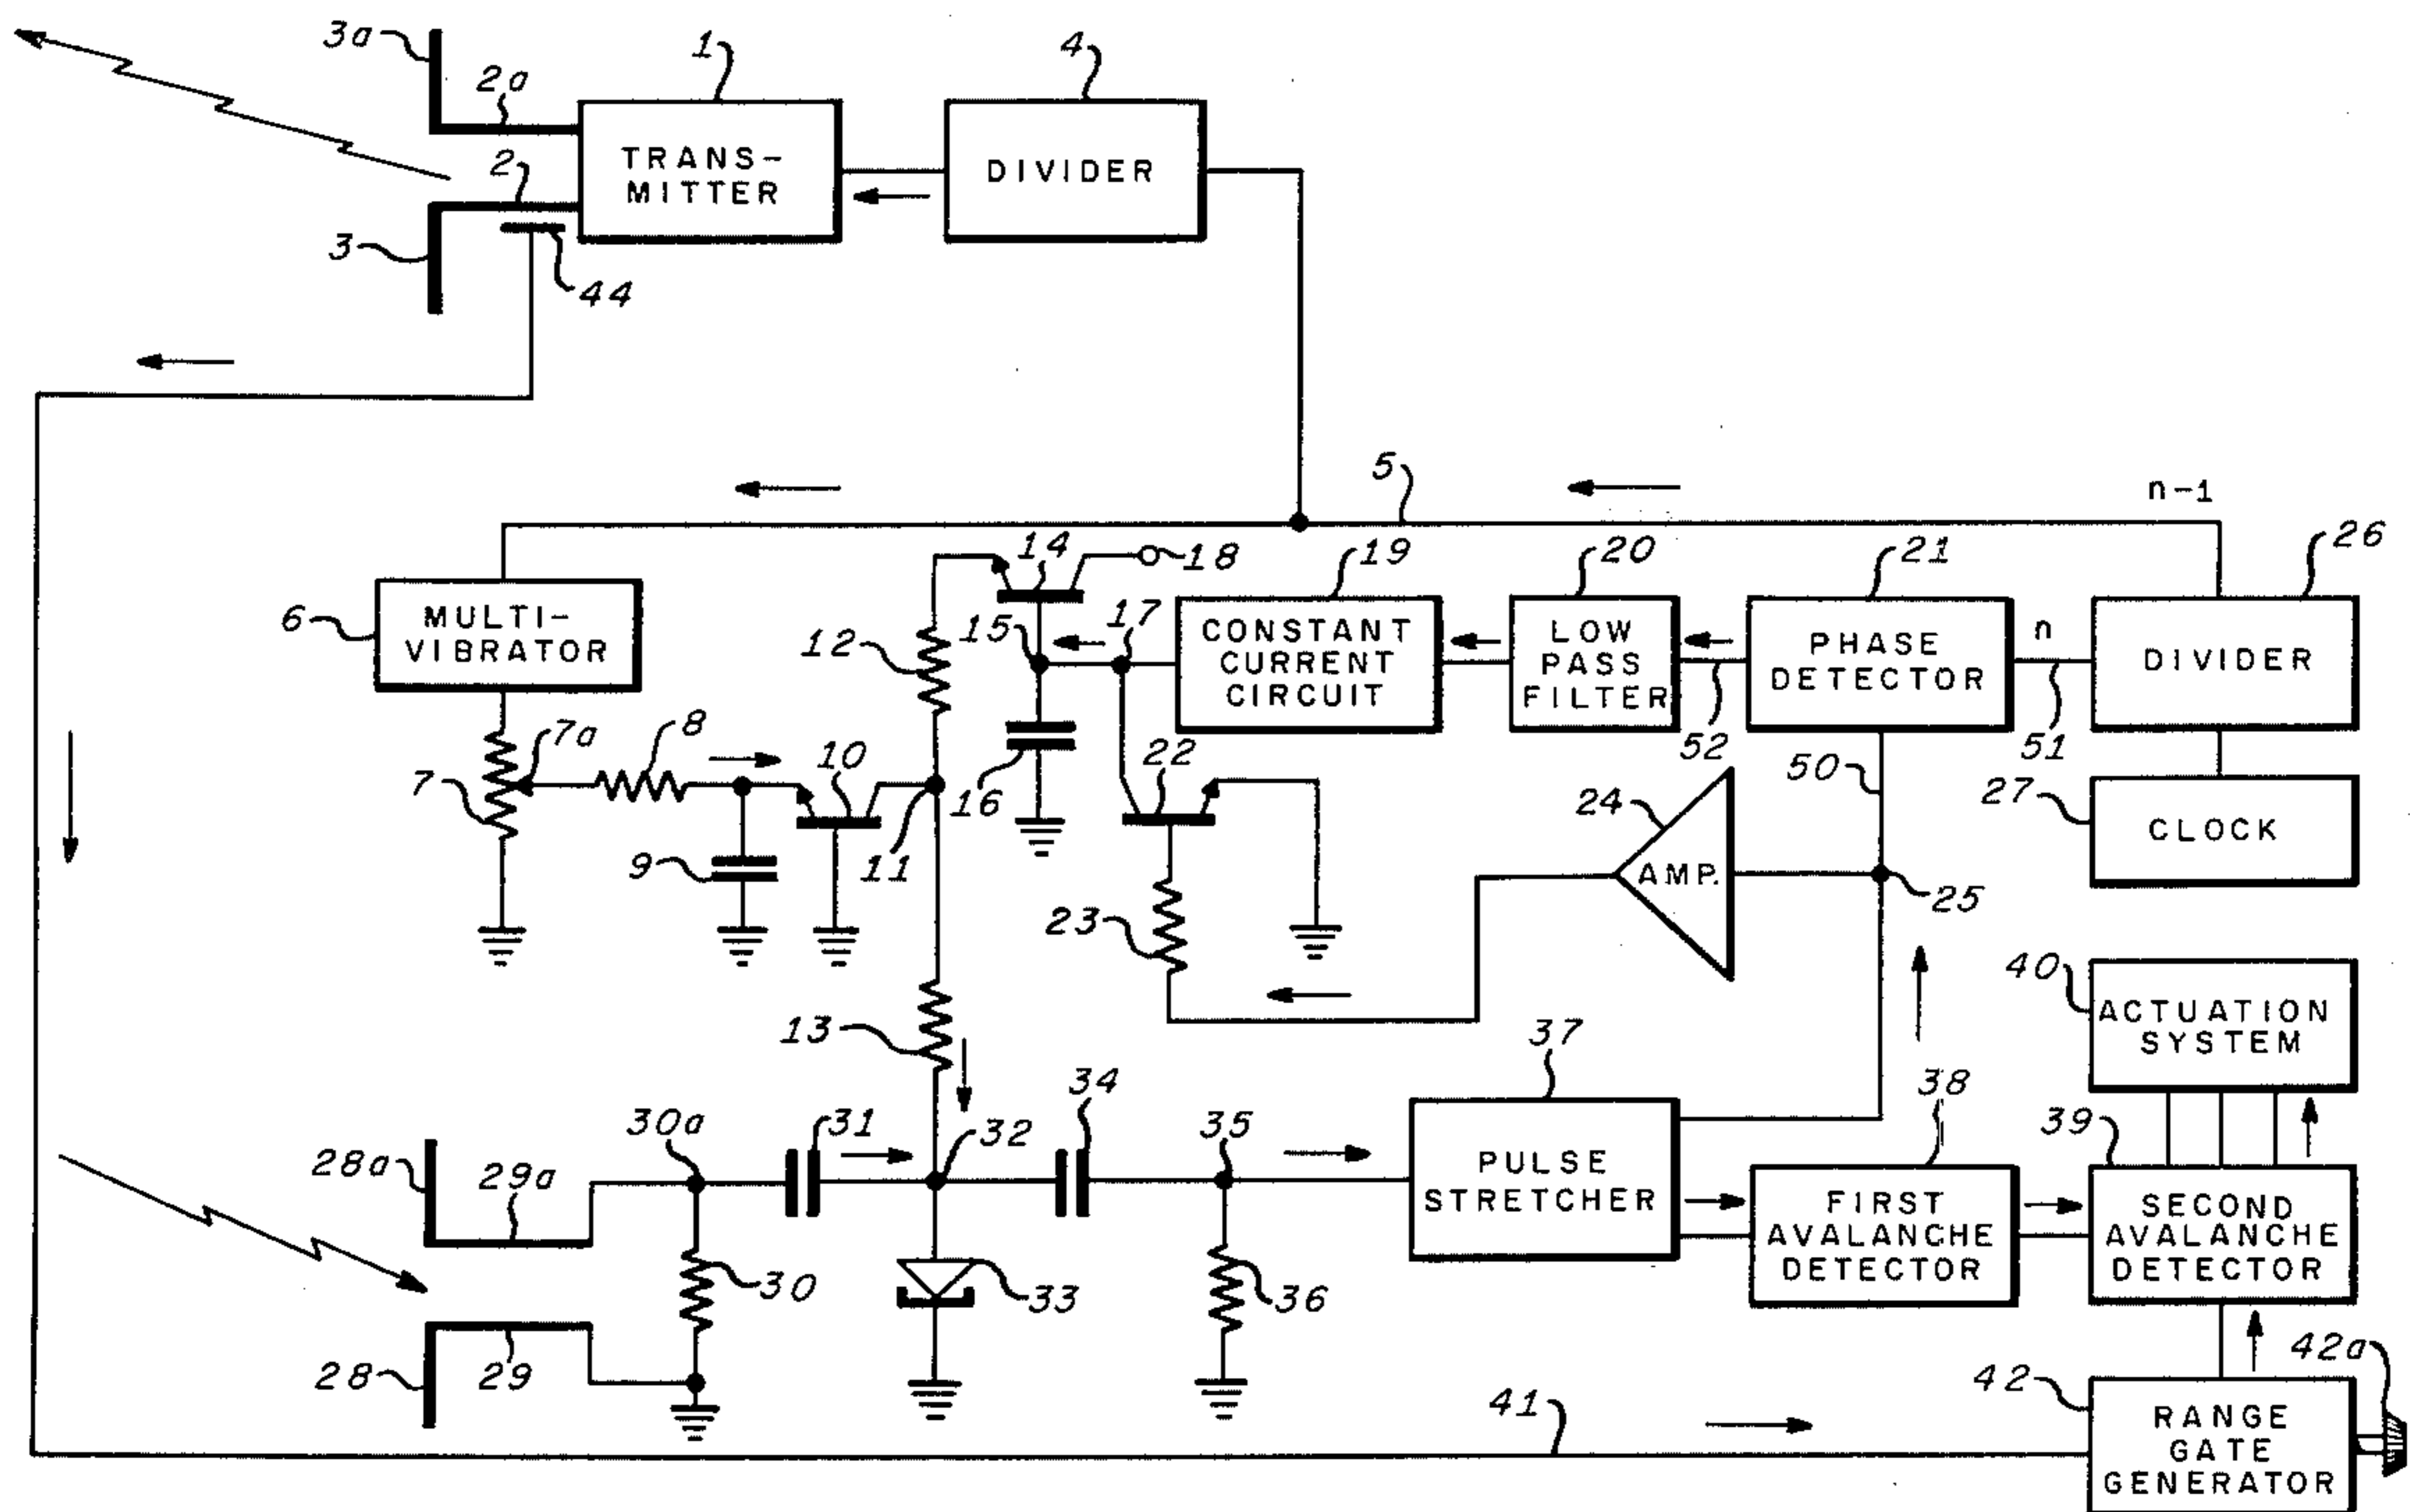 3a
2a
1
4
TRANS-
MITTER
DIVIDER
2
3
44
5
n-1
14
18
19
20
21
26
6
MULTI-
VIBRATOR
12
15
17
CONSTANT
CURRENT
CIRCUIT
LOW
PASS
FILTER
PHASE
DETECTOR
n
DIVIDER
7a
8
10
16
22
52
50
51
7
24
27
CLOCK
9
11
AMP.
25
23
40
ACTUATION
SYSTEM
13
37
38
30a
31
32
34
35
39
28a
29a
PULSE
STRETCHER
FIRST
AVALANCHE
DETECTOR
SECOND
AVALANCHE
DETECTOR
30
33
36
28
29
42
42a
41
RANGE
GATE
GENERATOR